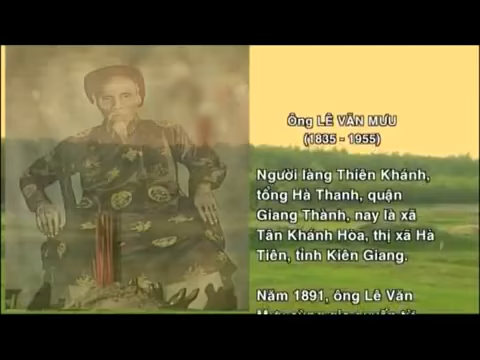 Ông LÊ VĂN MƯU
(1835 - 1955)
Người làng Thiên Khánh,
tổng Hà Thanh, quận
Giang Thành, nay là xã
Tân Khánh Hòa, thị xã Hà
Tiên, tỉnh Kiên Giang.
Năm 1891, ông Lê Văn